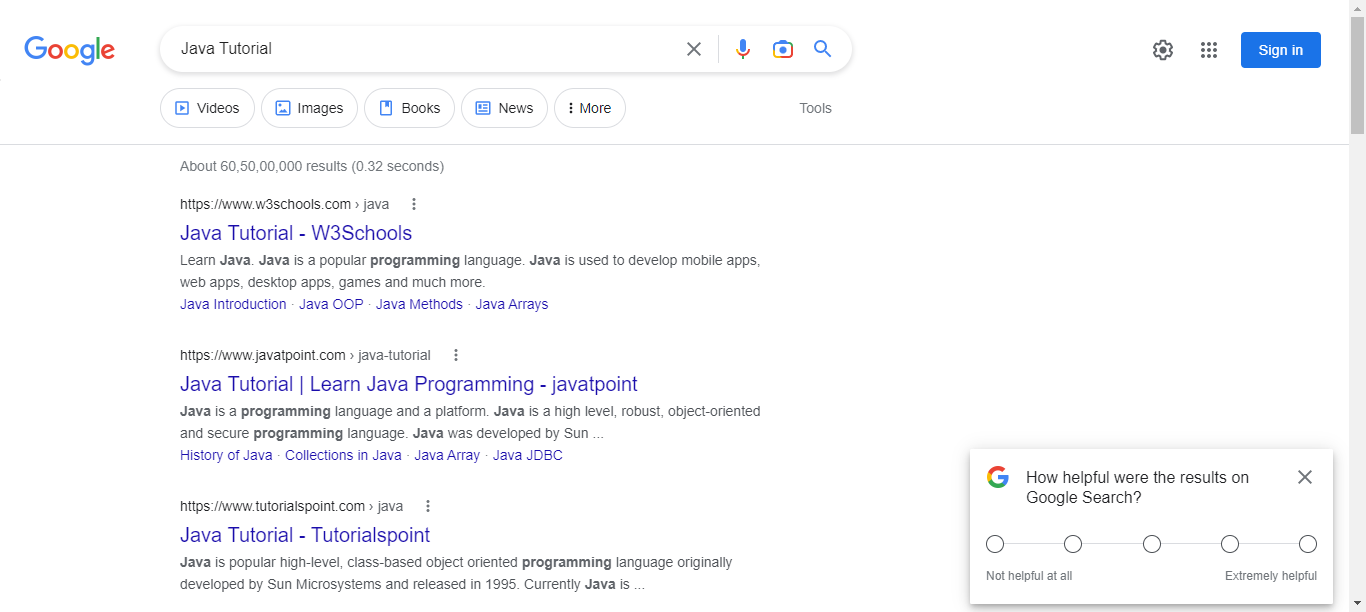 Google
Java Tutorial
Sign in
Videos
Images
Books
News
More
Tools
About 60,50,00,000 results (0.32 seconds)
https://www.w3schools.com › java
Java Tutorial - W3Schools
Learn Java. Java is a popular programming language. Java is used to develop mobile apps,
web apps, desktop apps, games and much more.
Java Introduction · Java OOP · Java Methods · Java Arrays
https://www.javatpoint.com › java-tutorial
Java Tutorial | Learn Java Programming - javatpoint
Java is a programming language and a platform. Java is a high level, robust, object-oriented
and secure programming language. Java was developed by Sun ...
History of Java · Collections in Java · Java Array · Java JDBC
https://www.tutorialspoint.com › java
Java Tutorial - Tutorialspoint
Java is popular high-level, class-based object oriented programming language originally
developed by Sun Microsystems and released in 1995. Currently Java is ...
How helpful were the results on
Google Search?
Not helpful at all
Extremely helpful